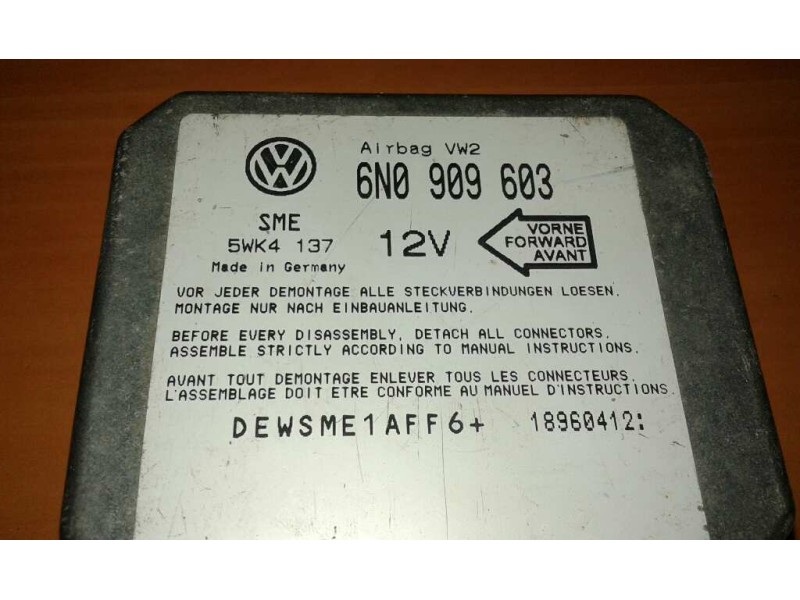 Airbag VW2
6N0 909 603
SME
5WK4 137
12V
VORNE
FORWARD
AVANT
Made in Germany
VOR JEDER DEMONTAGE ALLE STECKVERBINDUNGEN LOESEN.
MONTAGE NUR NACH EINBAUANLEITUNG.
BEFORE EVERY DISASSEMBLY, DETACH ALL CONNECTORS.
ASSEMBLE STRICTLY ACCORDING TO MANUAL INSTRUCTIONS.
AVANT TOUT DEMONTAGE ENLEVER TOUS LES CONNECTEURS.
L'ASSEMBLAGE DOIT ETRE CONFORME AU MANUEL D'INSTRUCTIONS.
DEWSME1AFF6+ 18960412: